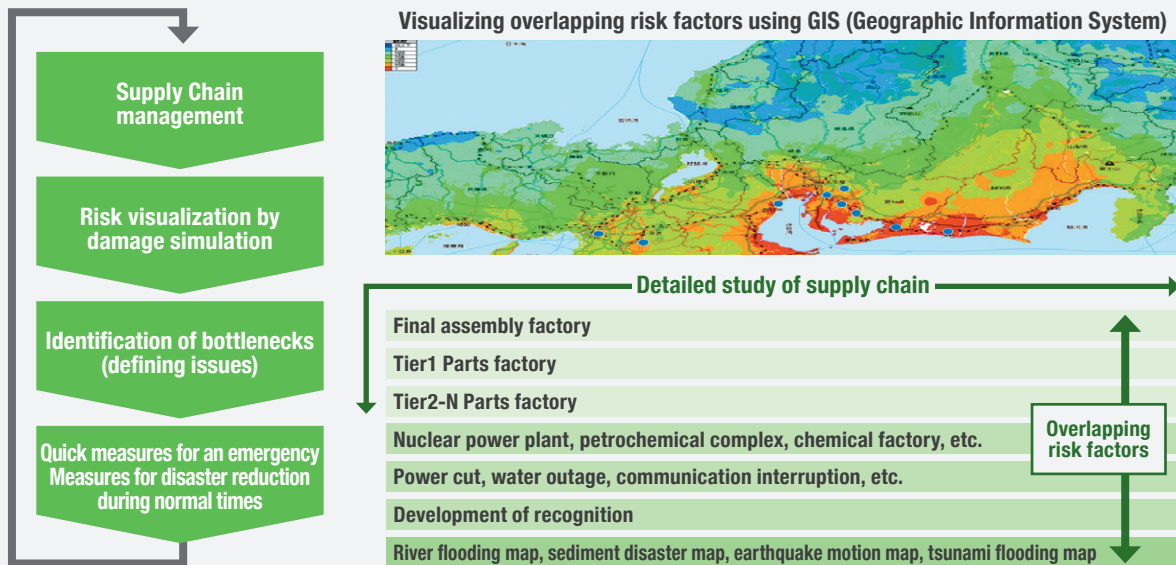 Supply Chain
management
Risk visualization by
damage simulation
Identification of bottlenecks
(defining issues)
Quick measures for an emergency
Measures for disaster reduction
during normal times
Visualizing overlapping risk factors using GIS (Geographic Information System)
Detailed study of supply chain
Final assembly factory
Tier1 Parts factory
Tier2-N Parts factory
Nuclear power plant, petrochemical complex, chemical factory, etc.
Power cut, water outage, communication interruption, etc.
Development of recognition
River flooding map, sediment disaster map, earthquake motion map, tsunami flooding map
Overlapping
risk factors